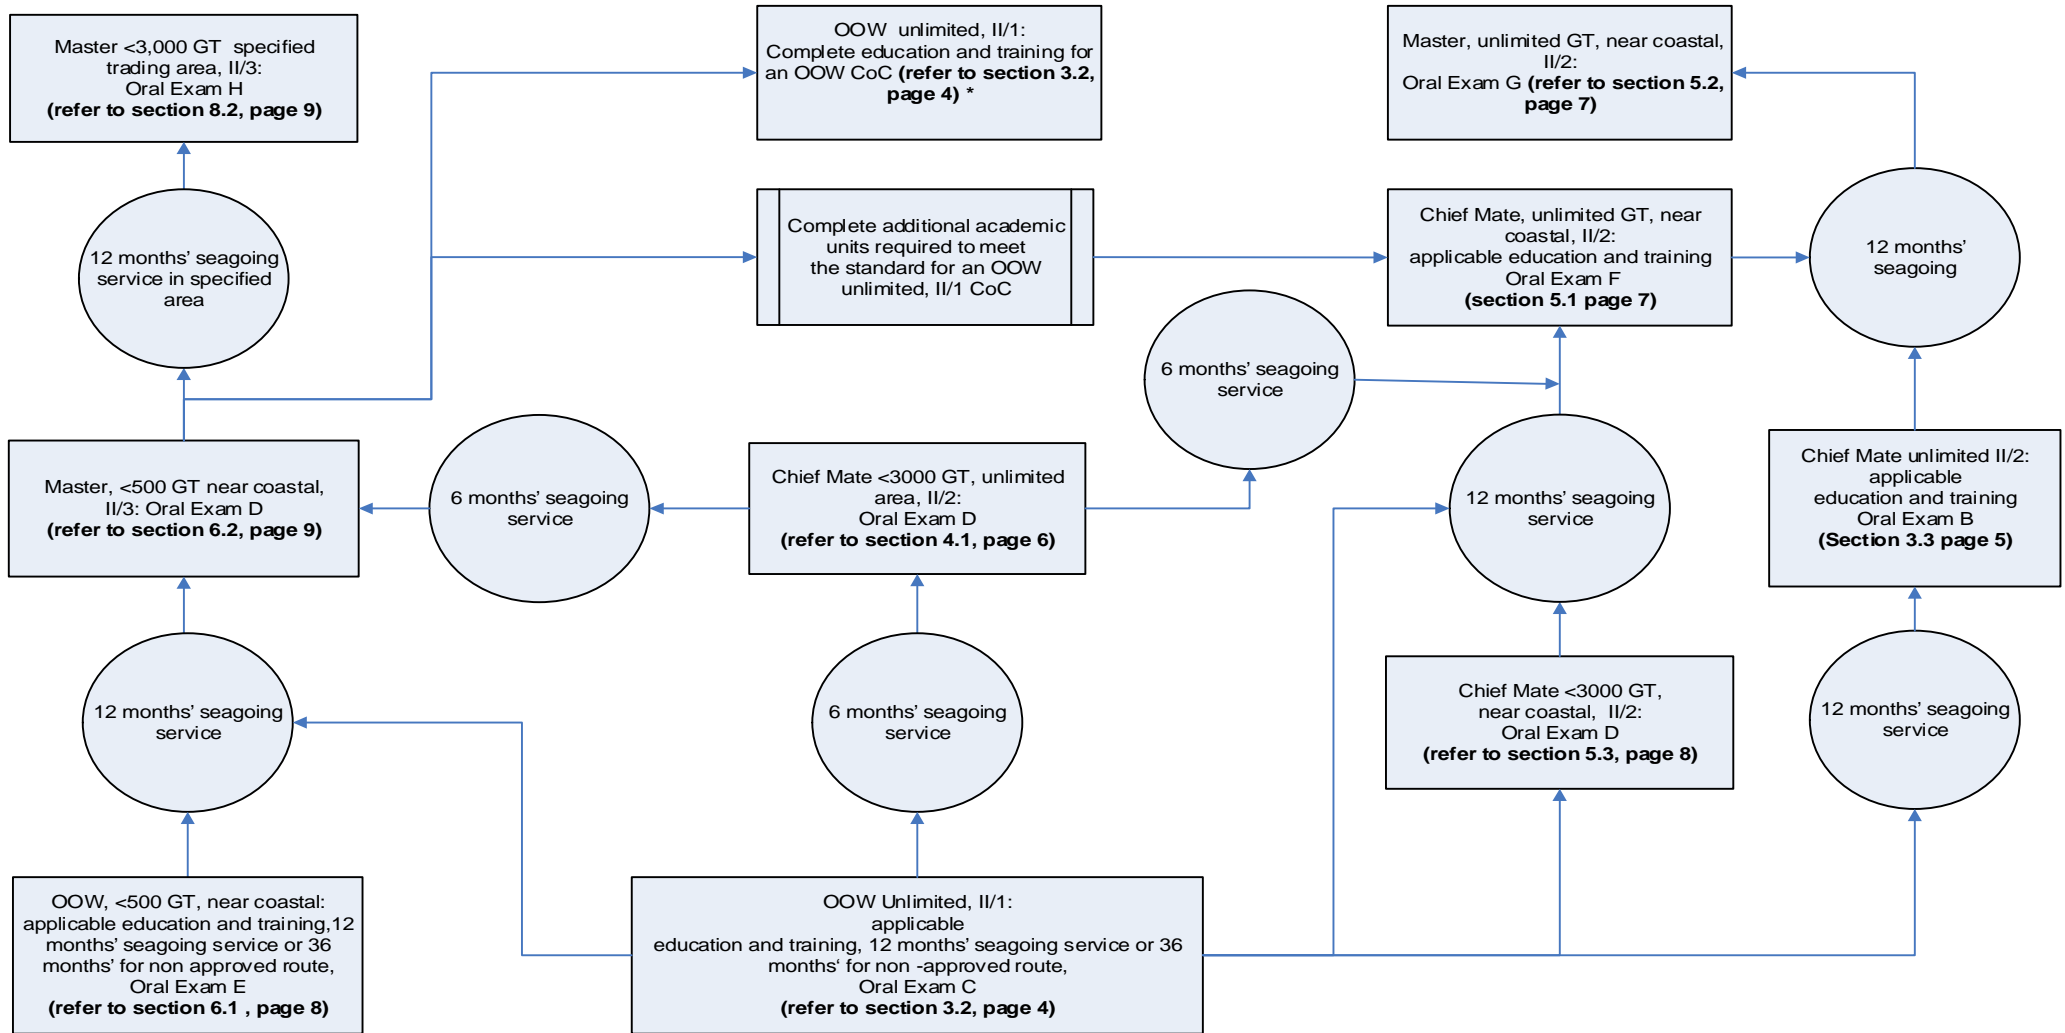 Master <3,000 GT  specified
trading area, II/3:
Oral Exam H
(refer to section 8.2, page 9)
OOW  unlimited, II/1:
Complete education and training for
an OOW CoC (refer to section 3.2,
page 4) *
Master, unlimited GT, near coastal,
II/2:
Oral Exam G (refer to section 5.2,
page 7)
12 months’ seagoing
service in specified
area
Complete additional academic
units required to meet
the standard for an OOW
unlimited, II/1 CoC
Chief Mate, unlimited GT, near
coastal, II/2:
applicable education and training
Oral Exam F
(section 5.1 page 7)
12 months’
seagoing
6 months’ seagoing
service
Master, <500 GT near coastal,
II/3: Oral Exam D
(refer to section 6.2, page 9)
6 months’ seagoing
service
Chief Mate <3000 GT, unlimited
area, II/2:
Oral Exam D
(refer to section 4.1, page 6)
12 months’ seagoing
service
Chief Mate unlimited II/2:
applicable
education and training
Oral Exam B
(Section 3.3 page 5)
12 months’ seagoing
service
6 months’ seagoing
service
Chief Mate <3000 GT,
near coastal,  II/2:
Oral Exam D
(refer to section 5.3, page 8)
12 months’ seagoing
service
OOW, <500 GT, near coastal:
applicable education and training,12
months’ seagoing service or 36
months’ for non approved route,
Oral Exam E
(refer to section 6.1 , page 8)
OOW Unlimited, II/1:
applicable
education and training, 12 months’ seagoing service or 36
months‘ for non -approved route,
Oral Exam C
(refer to section 3.2, page 4)